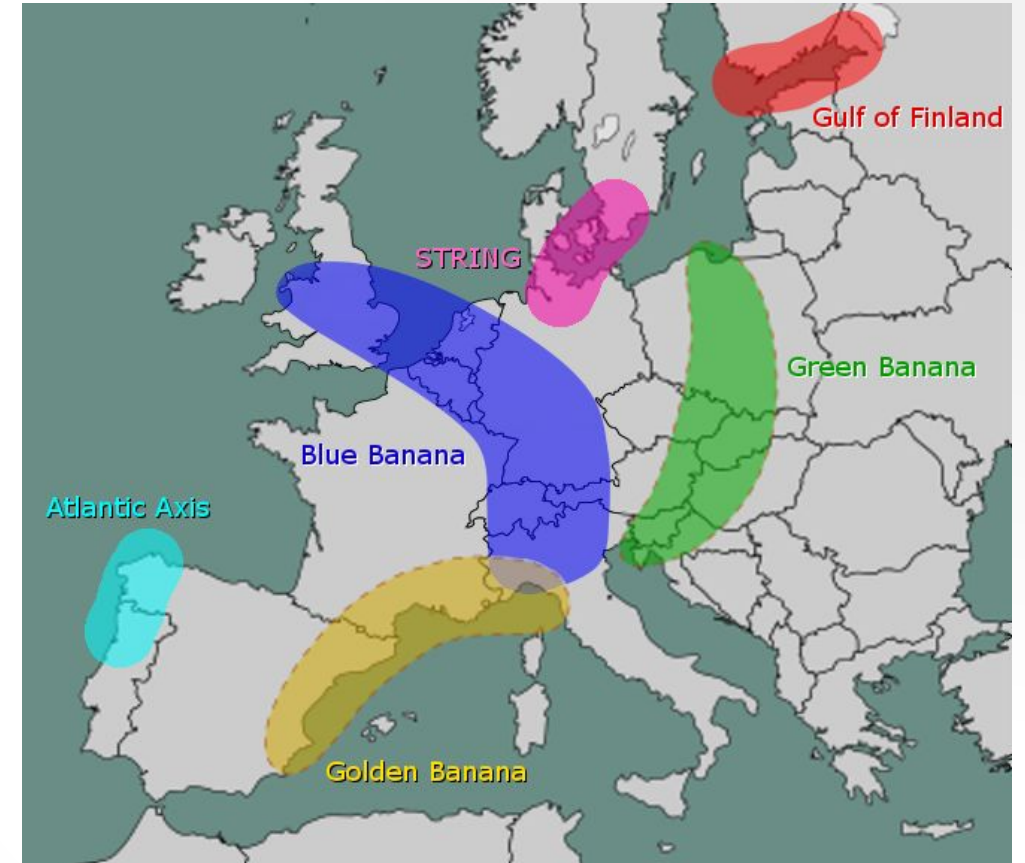 Gulf of Finland
STRING
Green Banana
Blue Banana
Atlantic Axis
Golden Banana